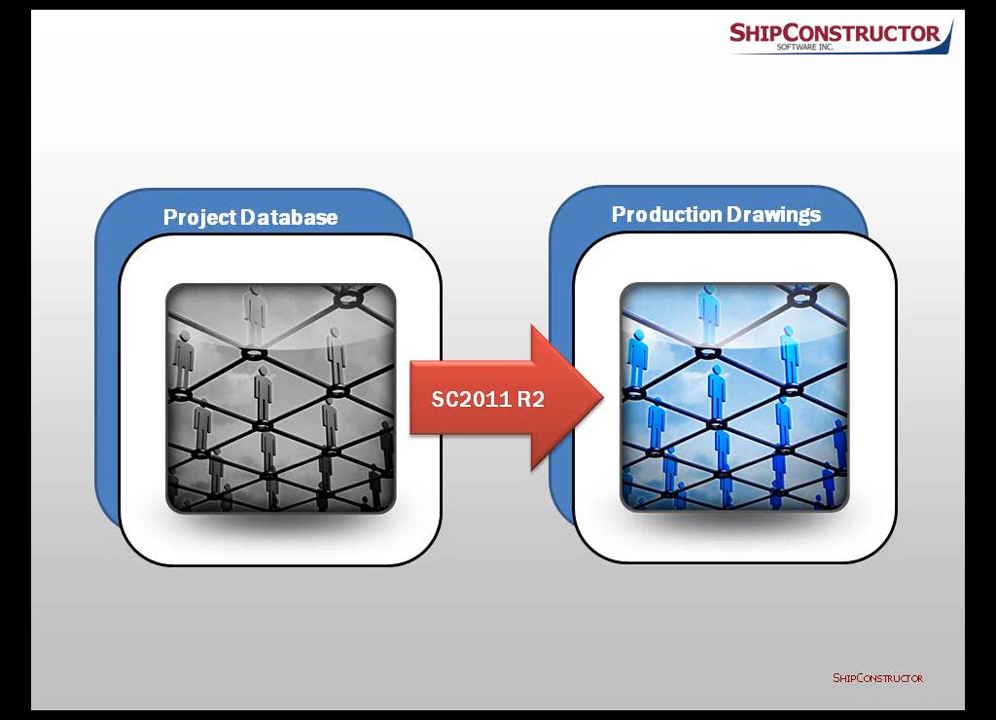 SHIPCONSTRUCTOR
SOFTWARE INC.
Project Database
Production Drawings
SC2011 R2
SHIPCONSTRUCTOR